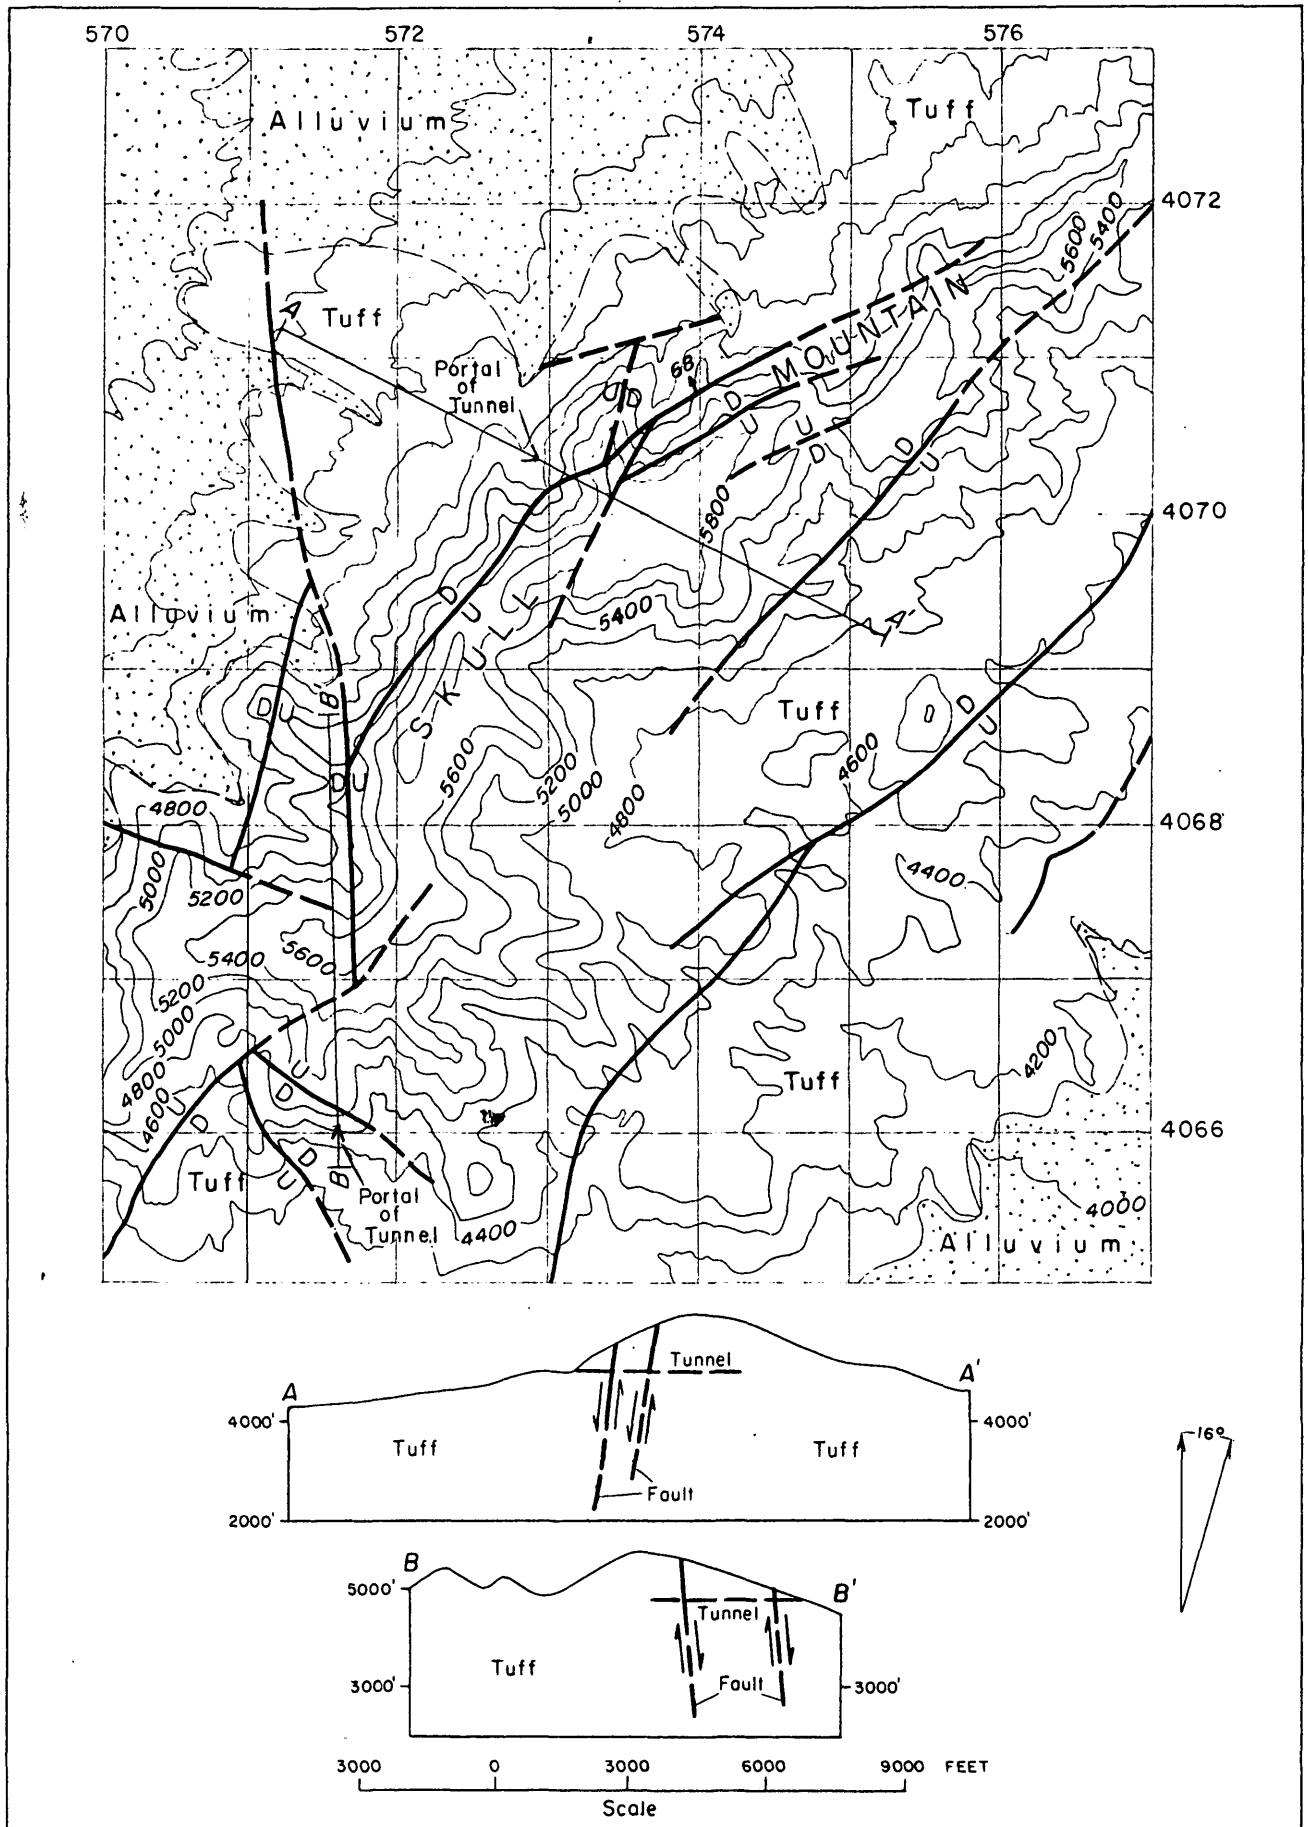 570 572 574 576
Alluvium
Tuff
4072
5600
5400
A
Tuff
MOUNTAIN
Portal
of
Tunnel
68
U D
D
U
U
D
D
U
5800
4070
D
U
SKULL
5400
Alluvium
A'
B'
D U
Tuff
D
U
D U
5600
5200
5000
4800
4600
4800
4068
5000
5200
4400
5400
5600
5200
5000
4800
4600
U
D
U
D
4200
Tuff
4066
D
U
Tuff
B
Portal
of
Tunnel
4400
4000
Alluvium
Tunnel
A A'
4000' 4000'
Tuff Tuff
Fault
2000' 2000'
16°
B
5000' B'
Tunnel
Tuff
3000' Fault 3000'
3000 0 3000 6000 9000 FEET
Scale